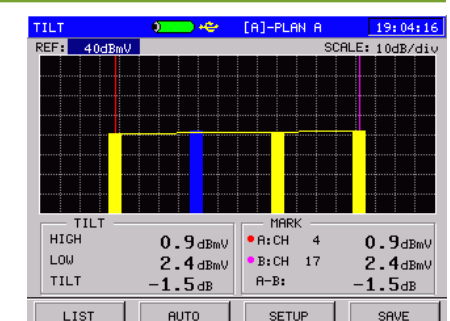 TILT [A]-PLAN A 19:04:16
REF: 40dBmV SCALE: 10dB/div
TILT
HIGH 0.9dBmV
LOW 2.4dBmV
TILT -1.5dB
MARK
A:CH 4 0.9dBmV
B:CH 17 2.4dBmV
A-B: -1.5dB
LIST AUTO SETUP SAVE